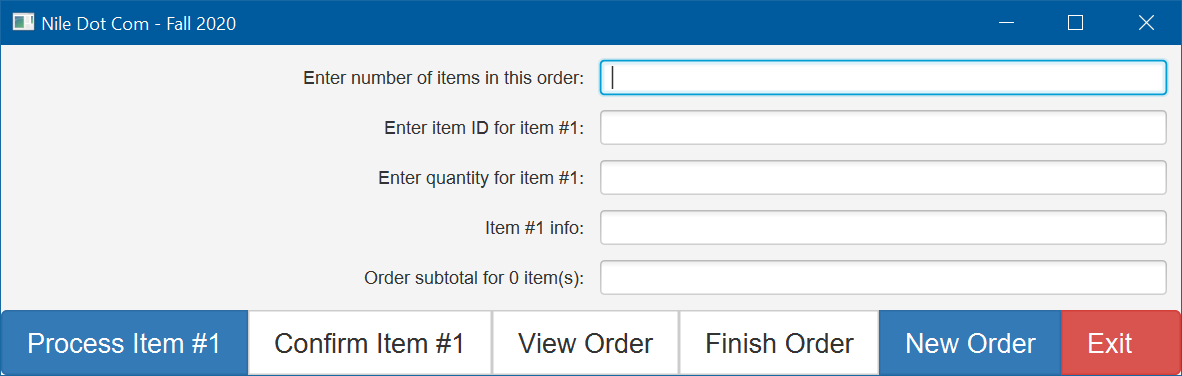 Nile Dot Com - Fall 2020
Enter number of items in this order:
Enter item ID for item #1:
Enter quantity for item #1:
Item #1 info:
Order subtotal for 0 item(s):
Process Item #1 Confirm Item #1 View Order Finish Order New Order Exit